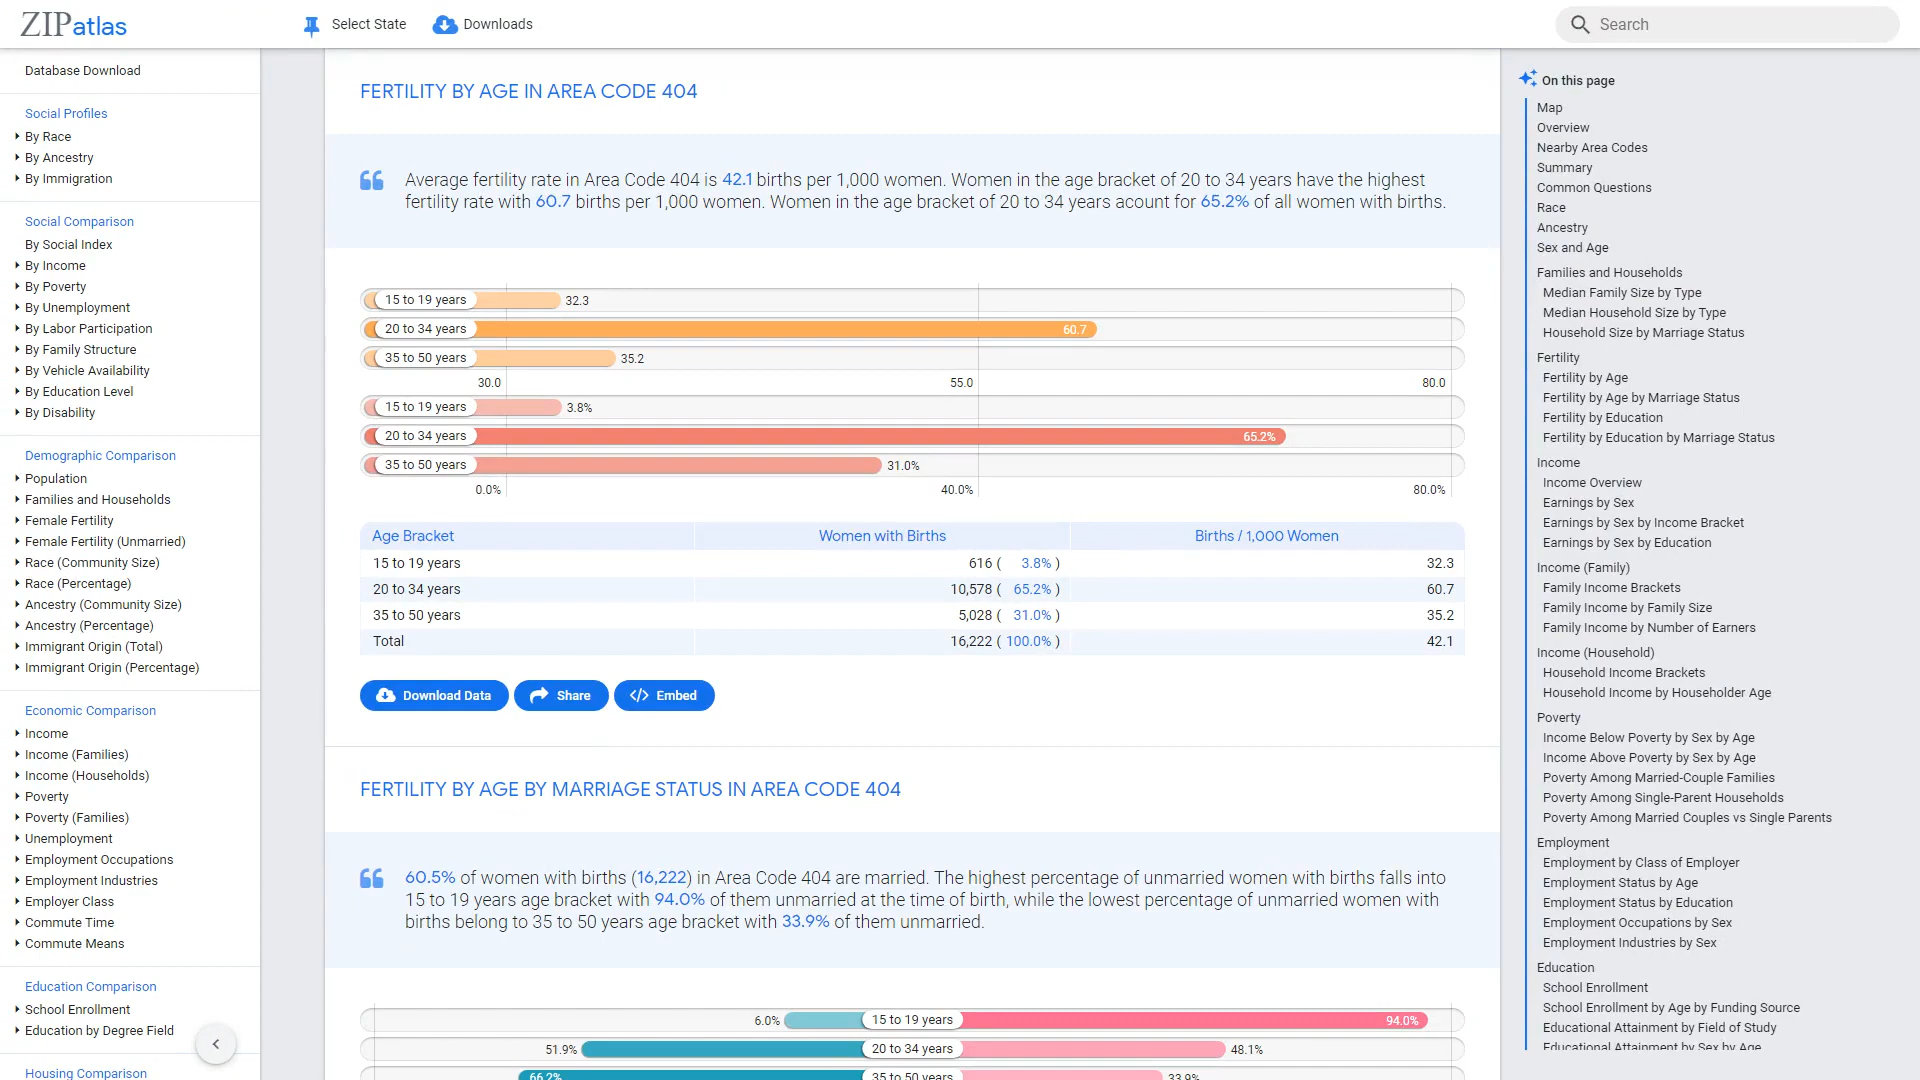 ZIPatlas
Select State
Downloads
Search
Database Download
Social Profiles
By Race
By Ancestry
By Immigration
Social Comparison
By Social Index
By Income
By Poverty
By Unemployment
By Labor Participation
By Family Structure
By Vehicle Availability
By Education Level
By Disability
Demographic Comparison
Population
Families and Households
Female Fertility
Female Fertility (Unmarried)
Race (Community Size)
Race (Percentage)
Ancestry (Community Size)
Ancestry (Percentage)
Immigrant Origin (Total)
Immigrant Origin (Percentage)
Economic Comparison
Income
Income (Families)
Income (Households)
Poverty
Poverty (Families)
Unemployment
Employment Occupations
Employment Industries
Employer Class
Commute Time
Commute Means
Education Comparison
School Enrollment
Education by Degree Field
Housing Comparison
FERTILITY BY AGE IN AREA CODE 404
Average fertility rate in Area Code 404 is 42.1 births per 1,000 women. Women in the age bracket of 20 to 34 years have the highest
fertility rate with 60.7 births per 1,000 women. Women in the age bracket of 20 to 34 years acount for 65.2% of all women with births.
15 to 19 years 32.3
20 to 34 years 60.7
35 to 50 years 35.2
30.0 55.0 80.0
15 to 19 years 3.8%
20 to 34 years 65.2%
35 to 50 years 31.0%
0.0% 40.0% 80.0%
Age Bracket Women with Births Births / 1,000 Women
15 to 19 years 616 ( 3.8% ) 32.3
20 to 34 years 10,578 ( 65.2% ) 60.7
35 to 50 years 5,028 ( 31.0% ) 35.2
Total 16,222 ( 100.0% ) 42.1
Download Data Share Embed
FERTILITY BY AGE BY MARRIAGE STATUS IN AREA CODE 404
60.5% of women with births (16,222) in Area Code 404 are married. The highest percentage of unmarried women with births falls into
15 to 19 years age bracket with 94.0% of them unmarried at the time of birth, while the lowest percentage of unmarried women with
births belong to 35 to 50 years age bracket with 33.9% of them unmarried.
6.0% 15 to 19 years 94.0%
51.9% 20 to 34 years 48.1%
66.2% 35 to 50 years 33.9%
On this page
Map
Overview
Nearby Area Codes
Summary
Common Questions
Race
Ancestry
Sex and Age
Families and Households
Median Family Size by Type
Median Household Size by Type
Household Size by Marriage Status
Fertility
Fertility by Age
Fertility by Age by Marriage Status
Fertility by Education
Fertility by Education by Marriage Status
Income
Income Overview
Earnings by Sex
Earnings by Sex by Income Bracket
Earnings by Sex by Education
Income (Family)
Family Income Brackets
Family Income by Family Size
Family Income by Number of Earners
Income (Household)
Household Income Brackets
Household Income by Householder Age
Poverty
Income Below Poverty by Sex by Age
Income Above Poverty by Sex by Age
Poverty Among Married-Couple Families
Poverty Among Single-Parent Households
Poverty Among Married Couples vs Single Parents
Employment
Employment by Class of Employer
Employment Status by Age
Employment Status by Education
Employment Occupations by Sex
Employment Industries by Sex
Education
School Enrollment
School Enrollment by Age by Funding Source
Educational Attainment by Field of Study
Educational Attainment by Sex by Age